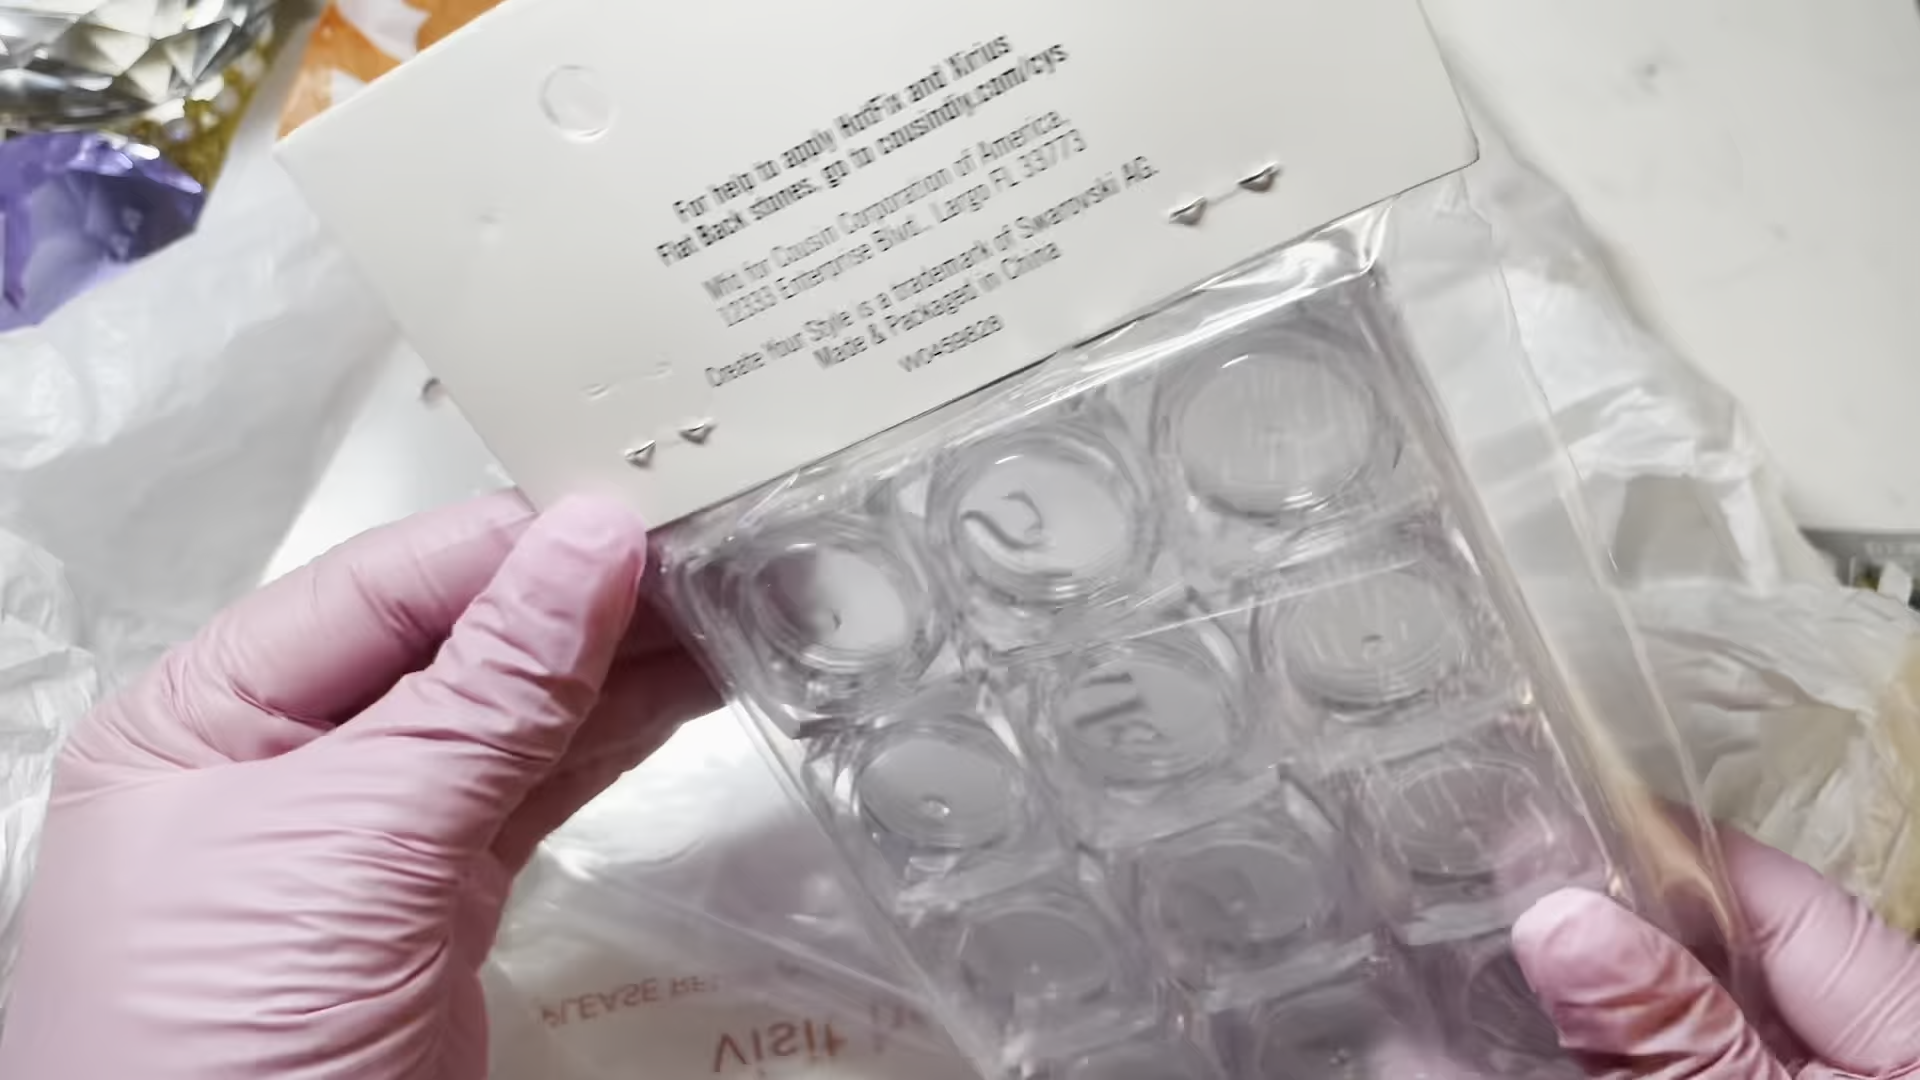 For help to apply HotFix and Xirius
Flat Back stones, go to cousindiy.com/cys
Mfd for Cousin Corporation of America,
12333 Enterprise Blvd., Largo FL 33773
Create Your Style is a trademark of Swarovski AG.
Made & Packaged in China
PLEASE
Visit